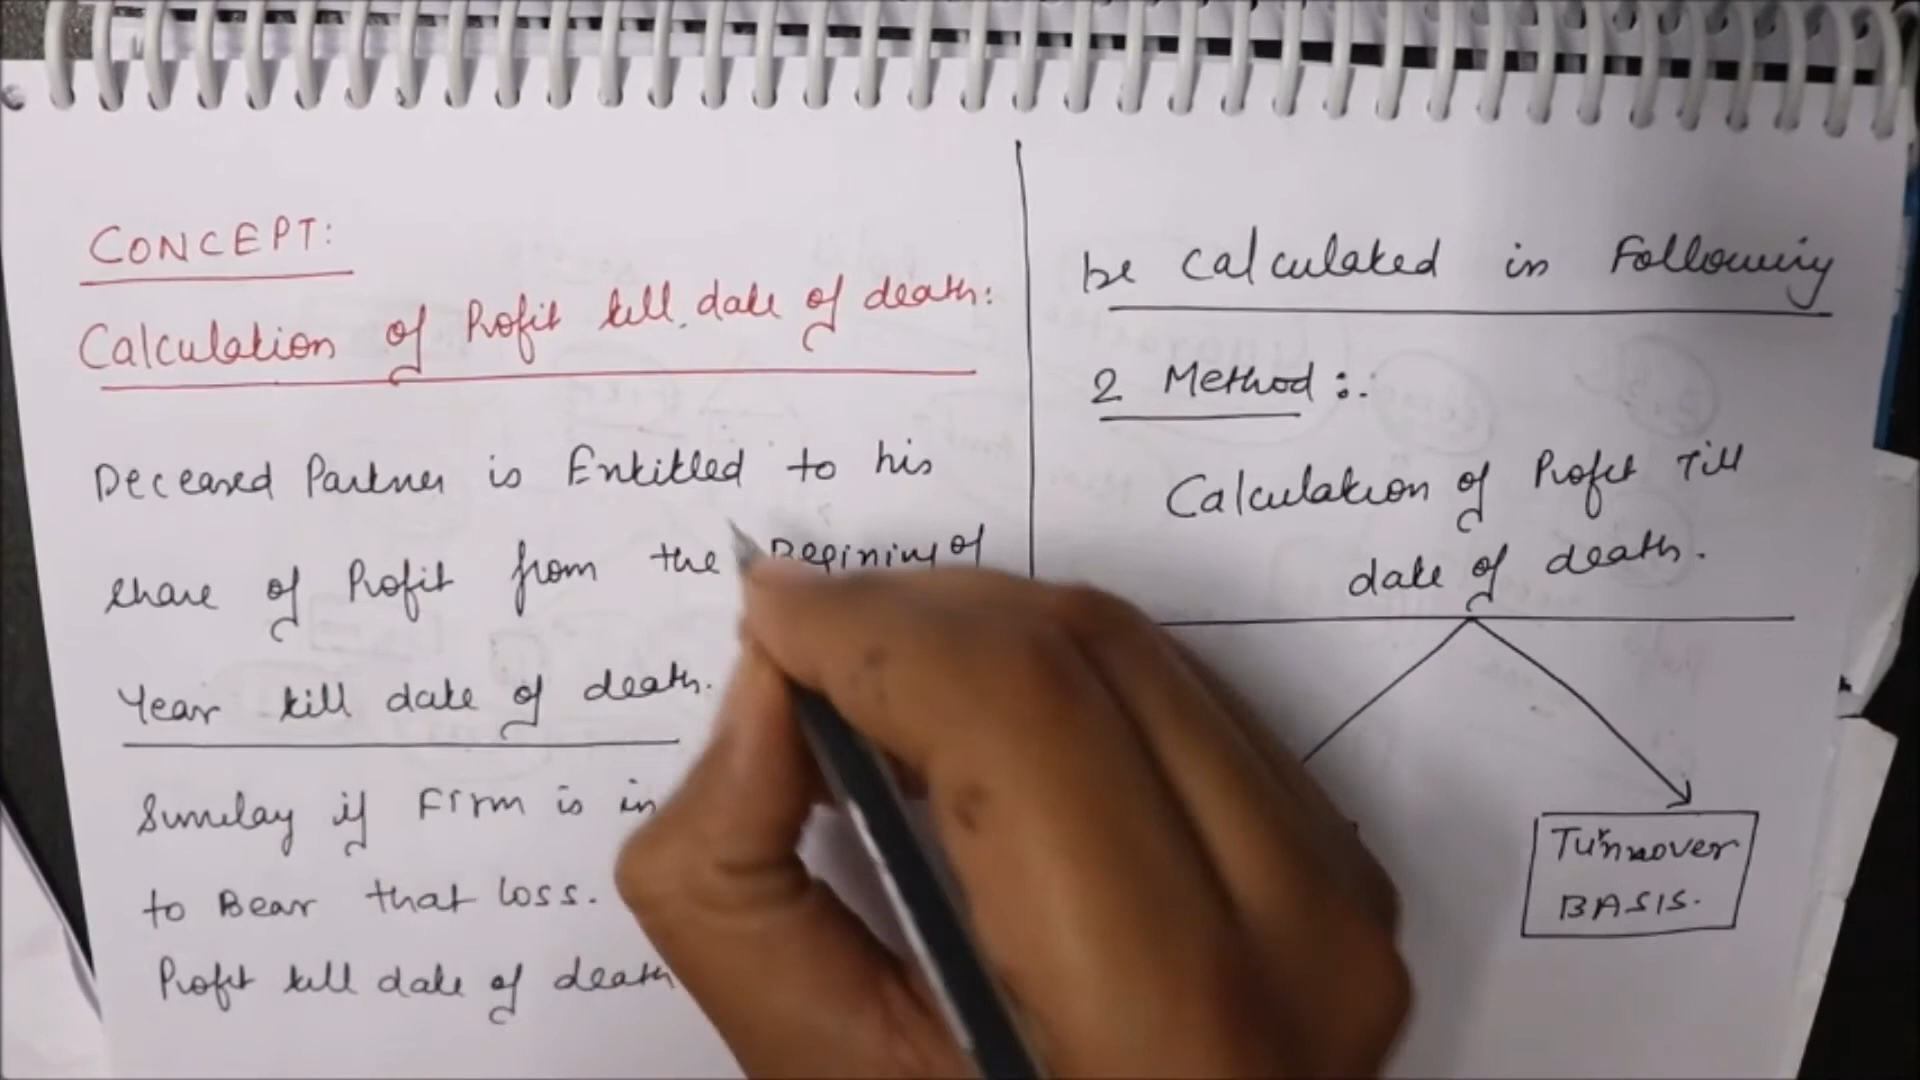 CONCEPT:
Calculation of Profit till date of death:
Deceased Partner is Entitled to his
share of Profit from the Begining of
Year till date of death.
Simulay if Firm is in
to Bear that loss.
Profit till date of death
be Calculated in Following
2 Method :.
Calculation of Profit Till
date of death.
Turnover
BASIS.